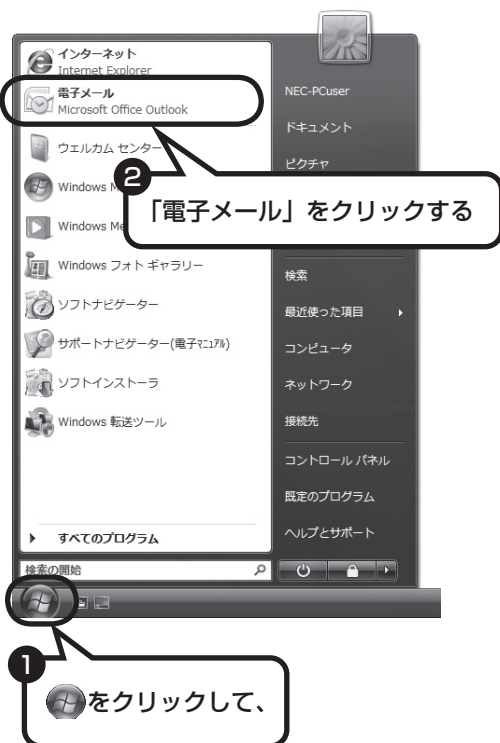 インターネット
Internet Explorer
電子メール
Microsoft Office Outlook
ウェルカム センター
Windows M
Windows Me
Windows フォト ギャラリー
ソフトナビゲーター
サポートナビゲーター(電子マニュアル)
ソフトインストーラ
Windows 転送ツール
すべてのプログラム
検索の開始
NEC-PCuser
ドキュメント
ピクチャ
検索
最近使った項目
コンピュータ
ネットワーク
接続先
コントロール パネル
既定のプログラム
ヘルプとサポート
2
「電子メール」をクリックする
1
をクリックして、